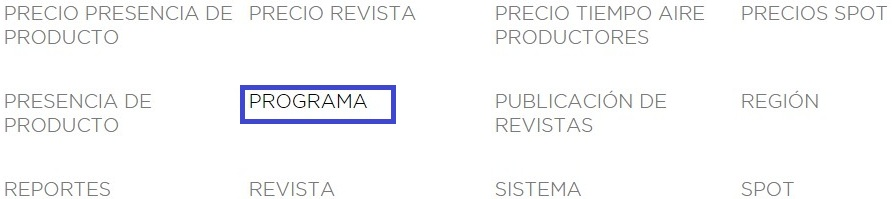 PRECIO PRESENCIA DE PRODUCTO
PRECIO REVISTA
PRECIO TIEMPO AIRE PRODUCTORES
PRECIOS SPOT
PRESENCIA DE PRODUCTO
PROGRAMA
PUBLICACIÓN DE REVISTAS
REGIÓN
REPORTES
REVISTA
SISTEMA
SPOT